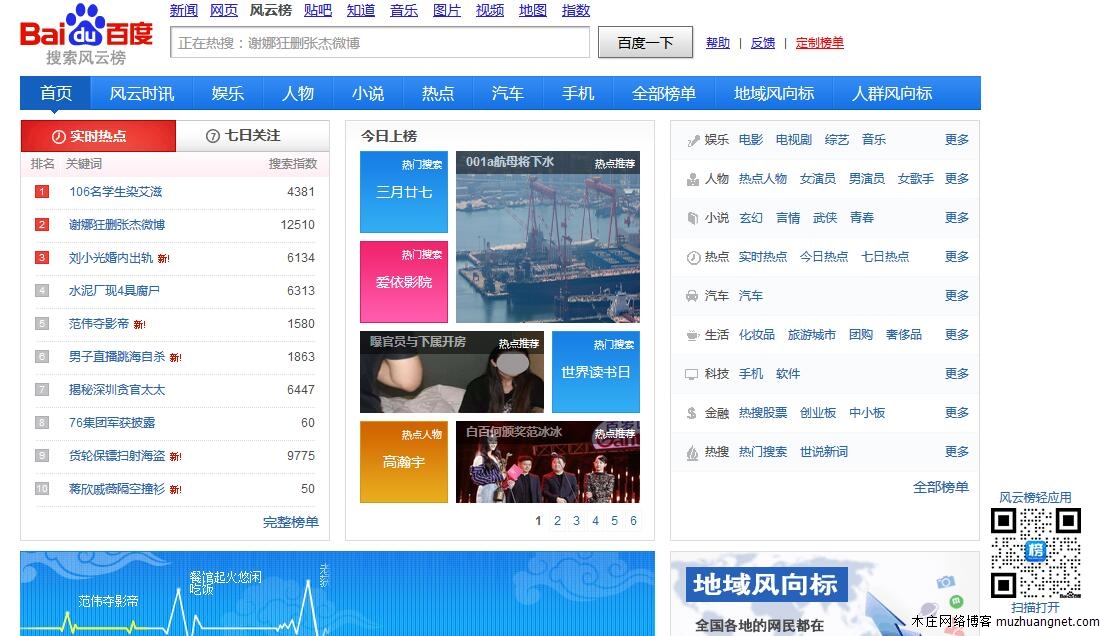 新闻 网页 风云榜 贴吧 知道 音乐 图片 视频 地图 指数
Baidu百度
搜索风云榜
正在热搜：谢娜狂删张杰微博
百度一下
帮助 | 反馈 | 定制榜单
首页 风云时讯 娱乐 人物 小说 热点 汽车 手机 全部榜单 地域风向标 人群风向标
实时热点 7 七日关注
排名 关键词 搜索指数
1 106名学生染艾滋 4381
2 谢娜狂删张杰微博 12510
3 刘小光婚内出轨 新! 6134
4 水泥厂现4具腐尸 6313
5 范伟夺影帝 新! 1580
6 男子直播跳海自杀 新! 1863
7 揭秘深圳贪官太太 6447
8 76集团军获披露 60
9 货轮保镖扫射海盗 新! 9775
10 蒋欣戚薇隔空撞衫 新! 50
完整榜单
今日上榜
热门搜索
三月廿七
001a航母将下水 热点推荐
热门搜索
爱依影院
曝官员与下属开房 热点推荐
热门搜索
世界读书日
热点人物
高瀚宇
白百何颁奖范冰冰 热点推荐
1 2 3 4 5 6
娱乐 电影 电视剧 综艺 音乐 更多
人物 热点人物 女演员 男演员 女歌手 更多
小说 玄幻 言情 武侠 青春 更多
热点 实时热点 今日热点 七日热点 更多
汽车 汽车 更多
生活 化妆品 旅游城市 团购 奢侈品 更多
科技 手机 软件 更多
金融 热搜股票 创业板 中小板 更多
热搜 热门搜索 世说新词 更多
全部榜单
风云榜轻应用
榜
扫描打开
范伟夺影帝
餐馆起火悠闲
吃饭
地域风向标
全国各地的网民都在
木庄网络博客 muzhuangnet.com